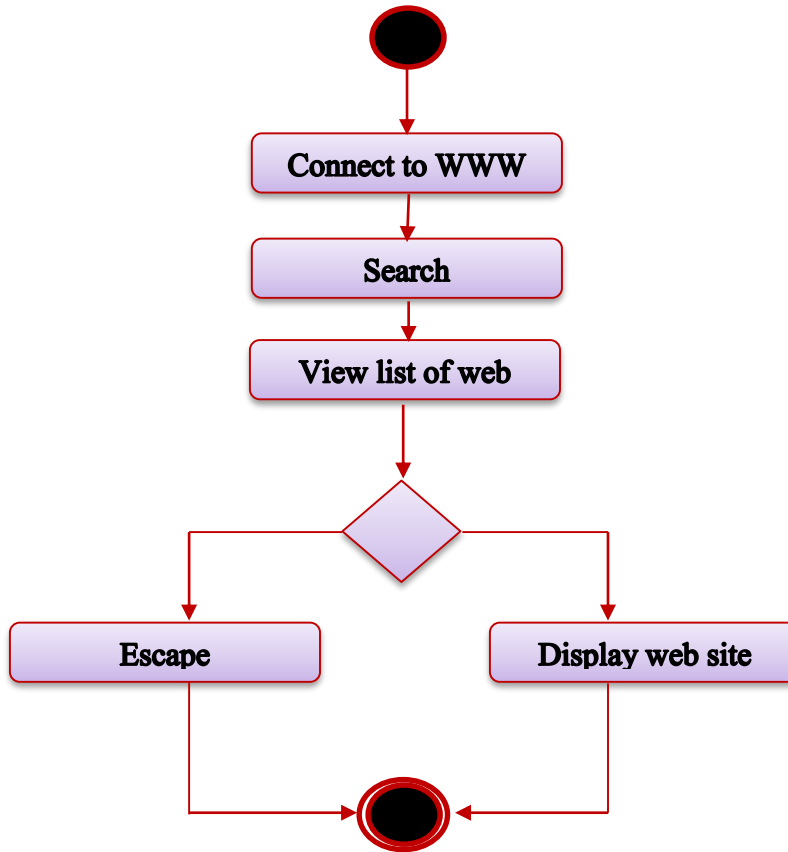 Connect to WWW
Search
View list of web
Escape
Display web site